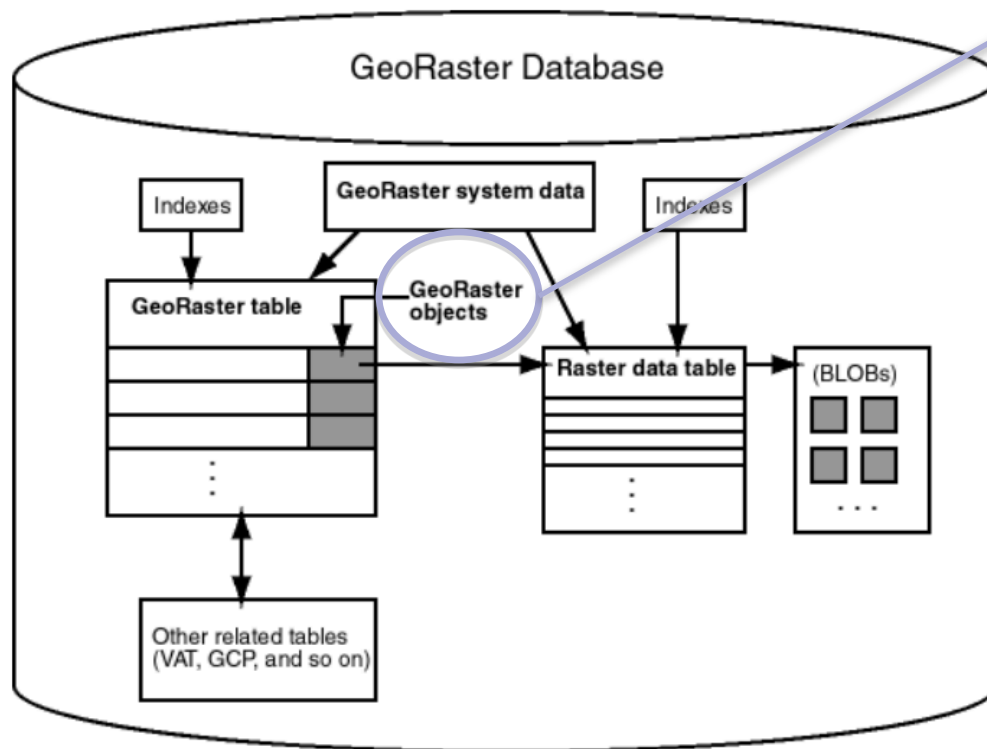 GeoRaster Database
Indexes
GeoRaster system data
Indexes
GeoRaster table
GeoRaster
objects
Raster data table
(BLOBs)
Other related tables
(VAT, GCP, and so on)